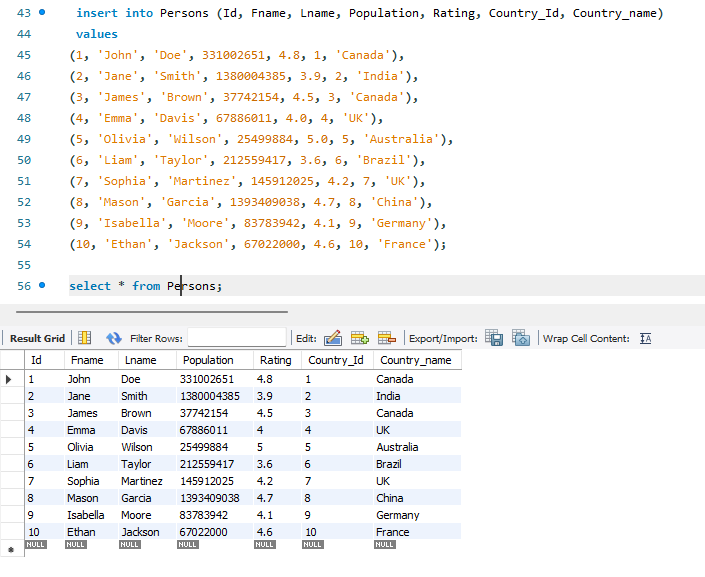 43 insert into Persons (Id, Fname, Lname, Population, Rating, Country_Id, Country_name)
44 values
45 (1, 'John', 'Doe', 331002651, 4.8, 1, 'Canada'),
46 (2, 'Jane', 'Smith', 1380004385, 3.9, 2, 'India'),
47 (3, 'James', 'Brown', 37742154, 4.5, 3, 'Canada'),
48 (4, 'Emma', 'Davis', 67886011, 4.0, 4, 'UK'),
49 (5, 'Olivia', 'Wilson', 25499884, 5.0, 5, 'Australia'),
50 (6, 'Liam', 'Taylor', 212559417, 3.6, 6, 'Brazil'),
51 (7, 'Sophia', 'Martinez', 145912025, 4.2, 7, 'UK'),
52 (8, 'Mason', 'Garcia', 1393409038, 4.7, 8, 'China'),
53 (9, 'Isabella', 'Moore', 83783942, 4.1, 9, 'Germany'),
54 (10, 'Ethan', 'Jackson', 67022000, 4.6, 10, 'France');
55
56 select * from Persons;
Result Grid Filter Rows: Edit: Export/Import: Wrap Cell Content: IA
Id Fname Lname Population Rating Country_Id Country_name
1 John Doe 331002651 4.8 1 Canada
2 Jane Smith 1380004385 3.9 2 India
3 James Brown 37742154 4.5 3 Canada
4 Emma Davis 67886011 4 4 UK
5 Olivia Wilson 25499884 5 5 Australia
6 Liam Taylor 212559417 3.6 6 Brazil
7 Sophia Martinez 145912025 4.2 7 UK
8 Mason Garcia 1393409038 4.7 8 China
9 Isabella Moore 83783942 4.1 9 Germany
10 Ethan Jackson 67022000 4.6 10 France
NULL NULL NULL NULL NULL NULL NULL